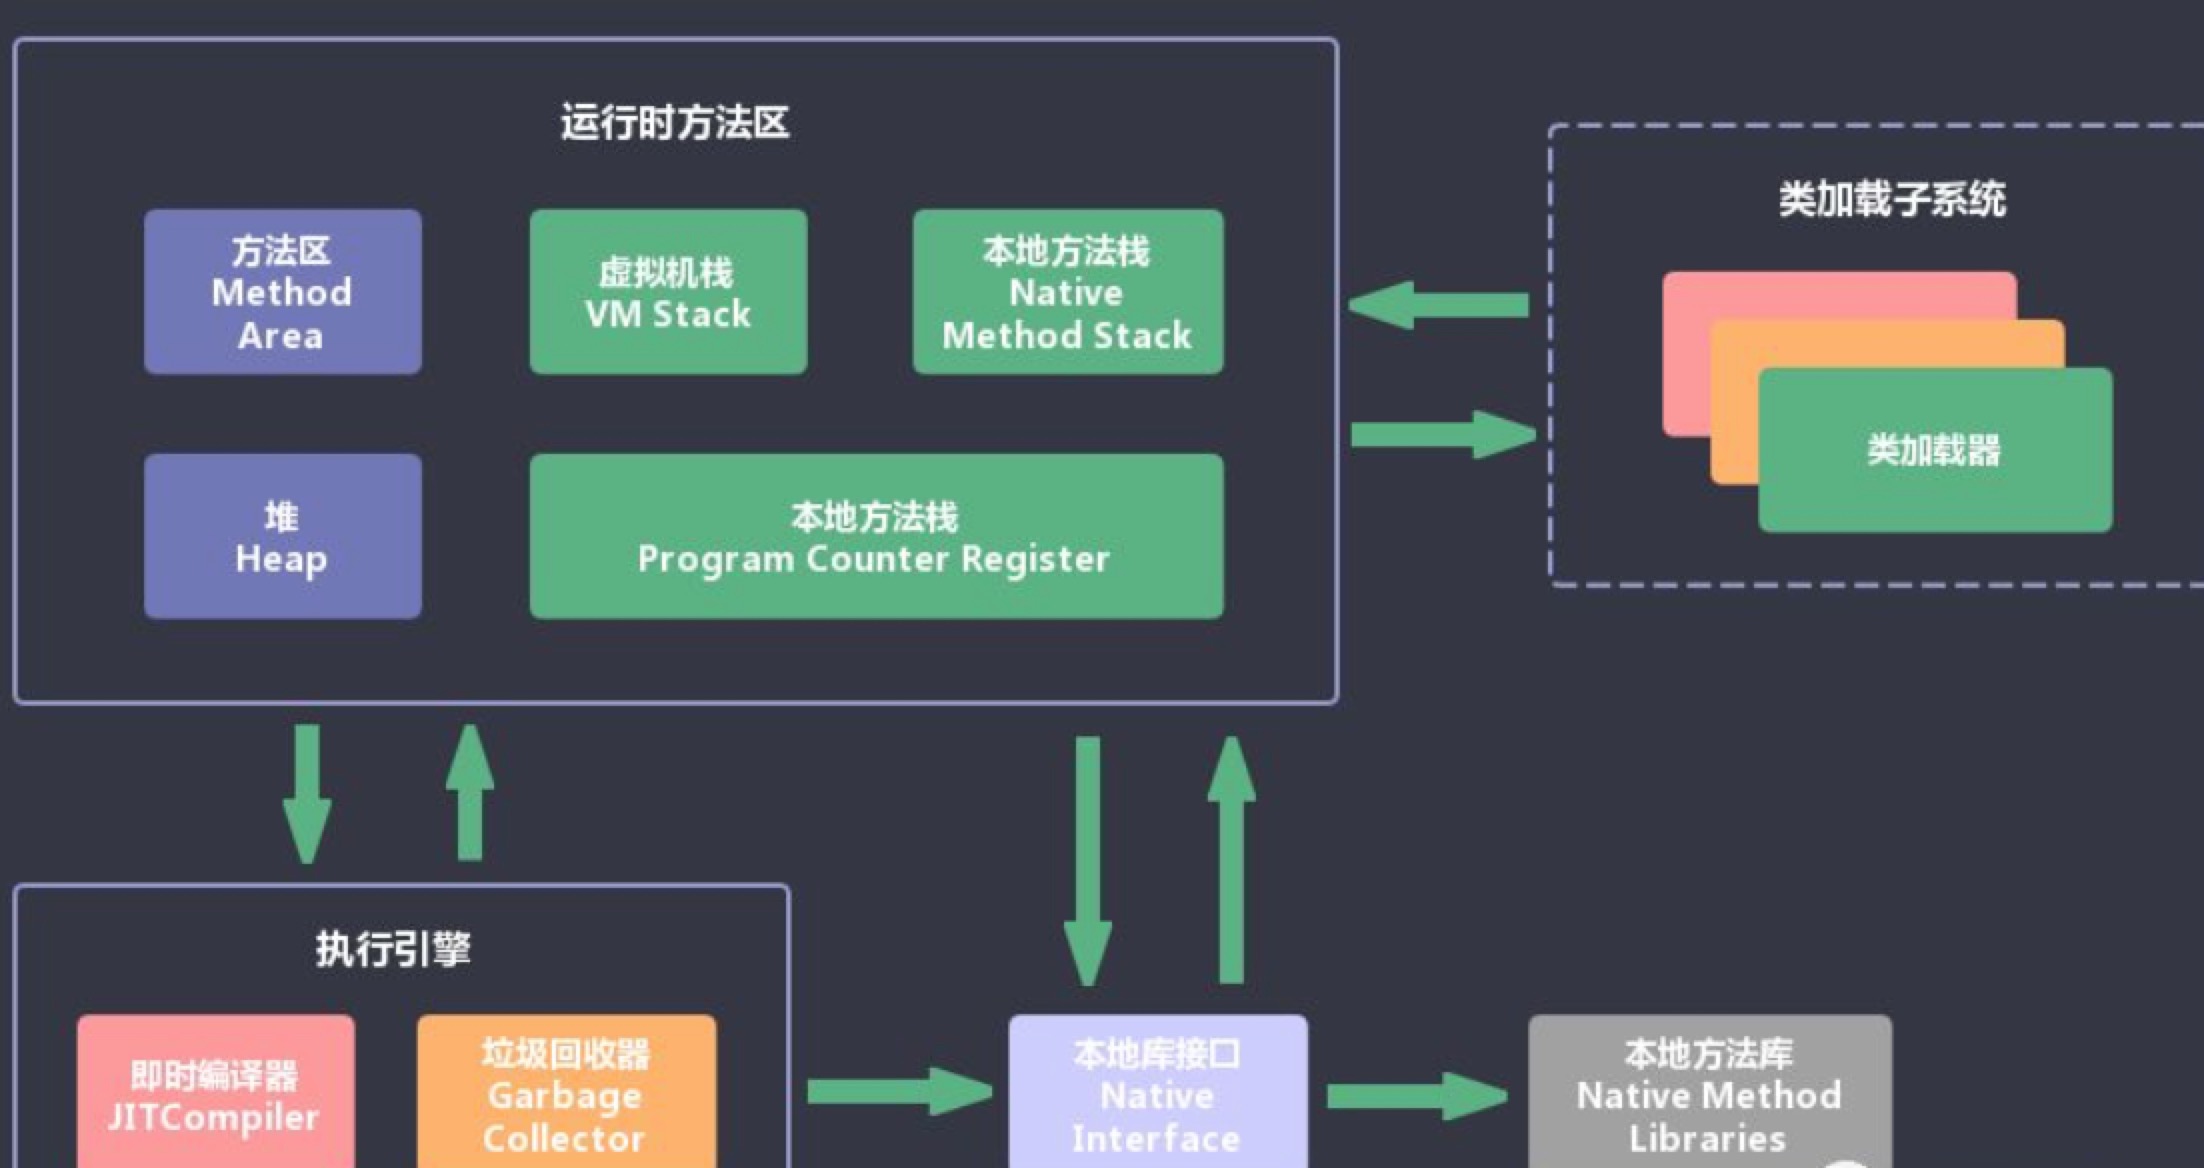 运行时方法区
方法区
Method
Area
虚拟机栈
VM Stack
本地方法栈
Native
Method Stack
堆
Heap
本地方法栈
Program Counter Register
类加载子系统
类加载器
执行引擎
即时编译器
JITCompiler
垃圾回收器
Garbage
Collector
本地库接口
Native
Interface
本地方法库
Native Method
Libraries